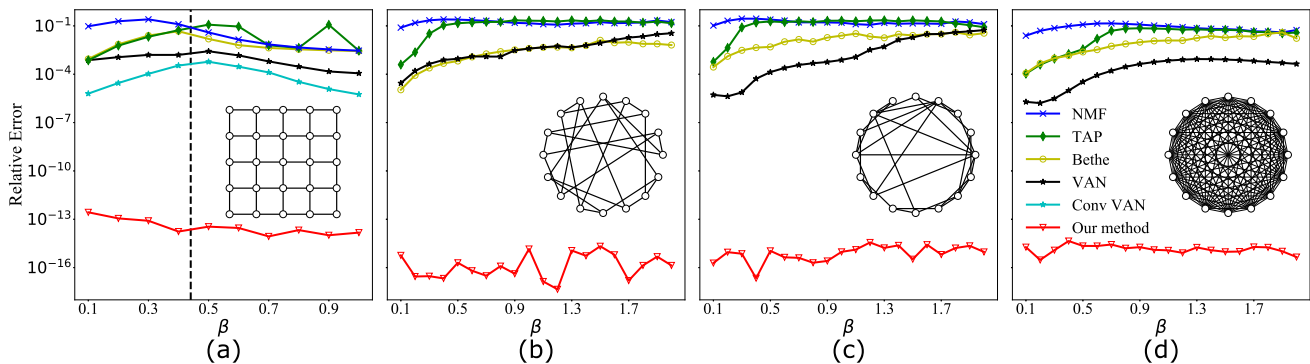 Relative Error
10⁻¹
10⁻⁴
10⁻⁷
10⁻¹⁰
10⁻¹³
10⁻¹⁶
0.1 0.3 0.5 0.7 0.9
β
(a)
0.1 0.5 0.9 1.3 1.7
β
(b)
0.1 0.5 0.9 1.3 1.7
β
(c)
NMF
TAP
Bethe
VAN
Conv VAN
Our method
0.1 0.5 0.9 1.3 1.7
β
(d)